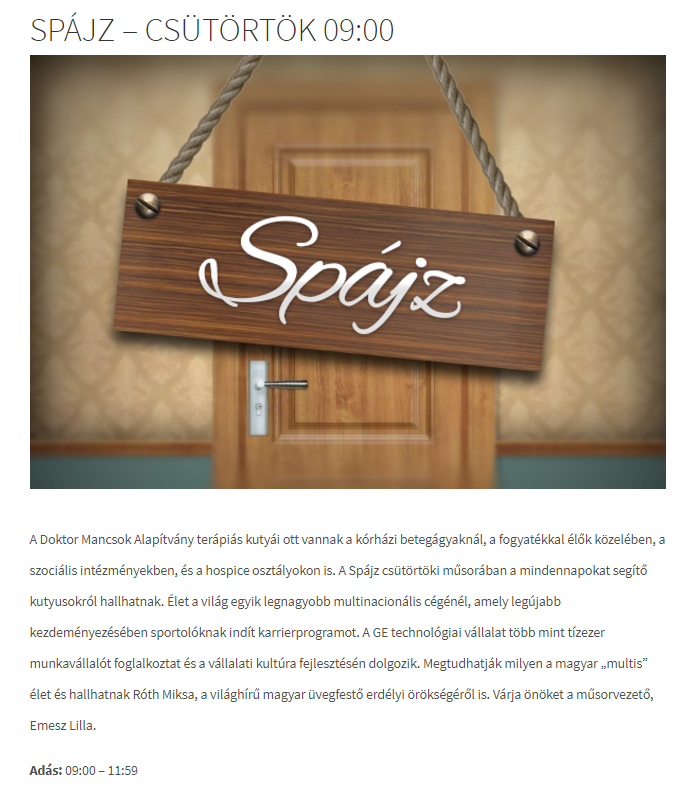 SPÁJZ – CSÜTÖRTÖK 09:00
Spájz
A Doktor Mancsok Alapítvány terápiás kutyái ott vannak a kórházi betegágyaknál, a fogyatékkal élők közelében, a
szociális intézményekben, és a hospice osztályokon is. A Spájz csütörtöki műsorában a mindennapokat segítő
kutyusokról hallhatnak. Élet a világ egyik legnagyobb multinacionális cégénél, amely legújabb
kezdeményezésében sportolóknak indít karrierprogramot. A GE technológiai vállalat több mint tízezer
munkavállalót foglalkoztat és a vállalati kultúra fejlesztésén dolgozik. Megtudhatják milyen a magyar „multis”
élet és hallhatnak Róth Miksa, a világhírű magyar üvegfestő erdélyi örökségéről is. Várja önöket a műsorvezető,
Emesz Lilla.
Adás: 09:00 – 11:59